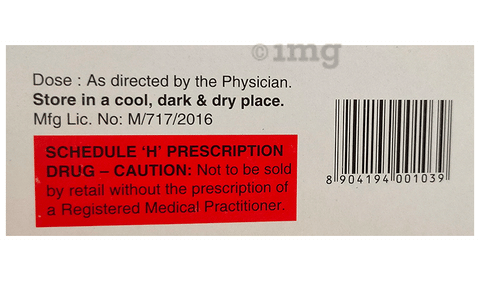 ©img
Dose : As directed by the Physician.
Store in a cool, dark & dry place.
Mfg Lic. No: M/717/2016
SCHEDULE ‘H’ PRESCRIPTION
DRUG – CAUTION: Not to be sold
by retail without the prescription of
a Registered Medical Practitioner.
8 904194 001039